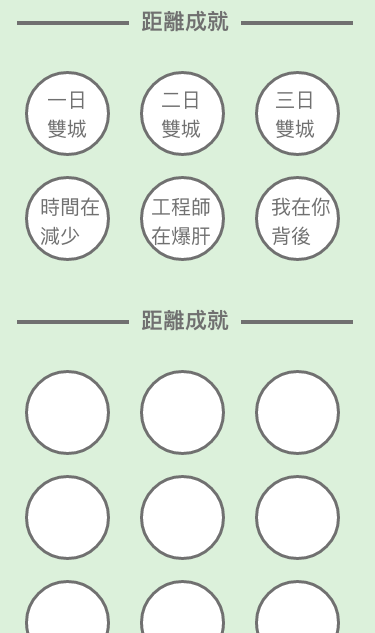 距離成就
一日
雙城
二日
雙城
三日
雙城
時間在
減少
工程師
在爆肝
我在你
背後
距離成就